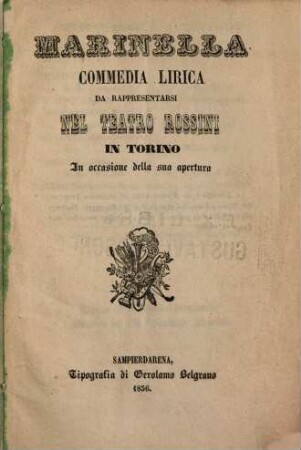 MARINELLA
COMMEDIA LIRICA
DA RAPPRESENTARSI
NEL TEATRO ROSSINI
IN TORINO
In occasione della sua apertura
SAMPIERDARENA,
Tipografia di Gerolamo Belgrano
1856.